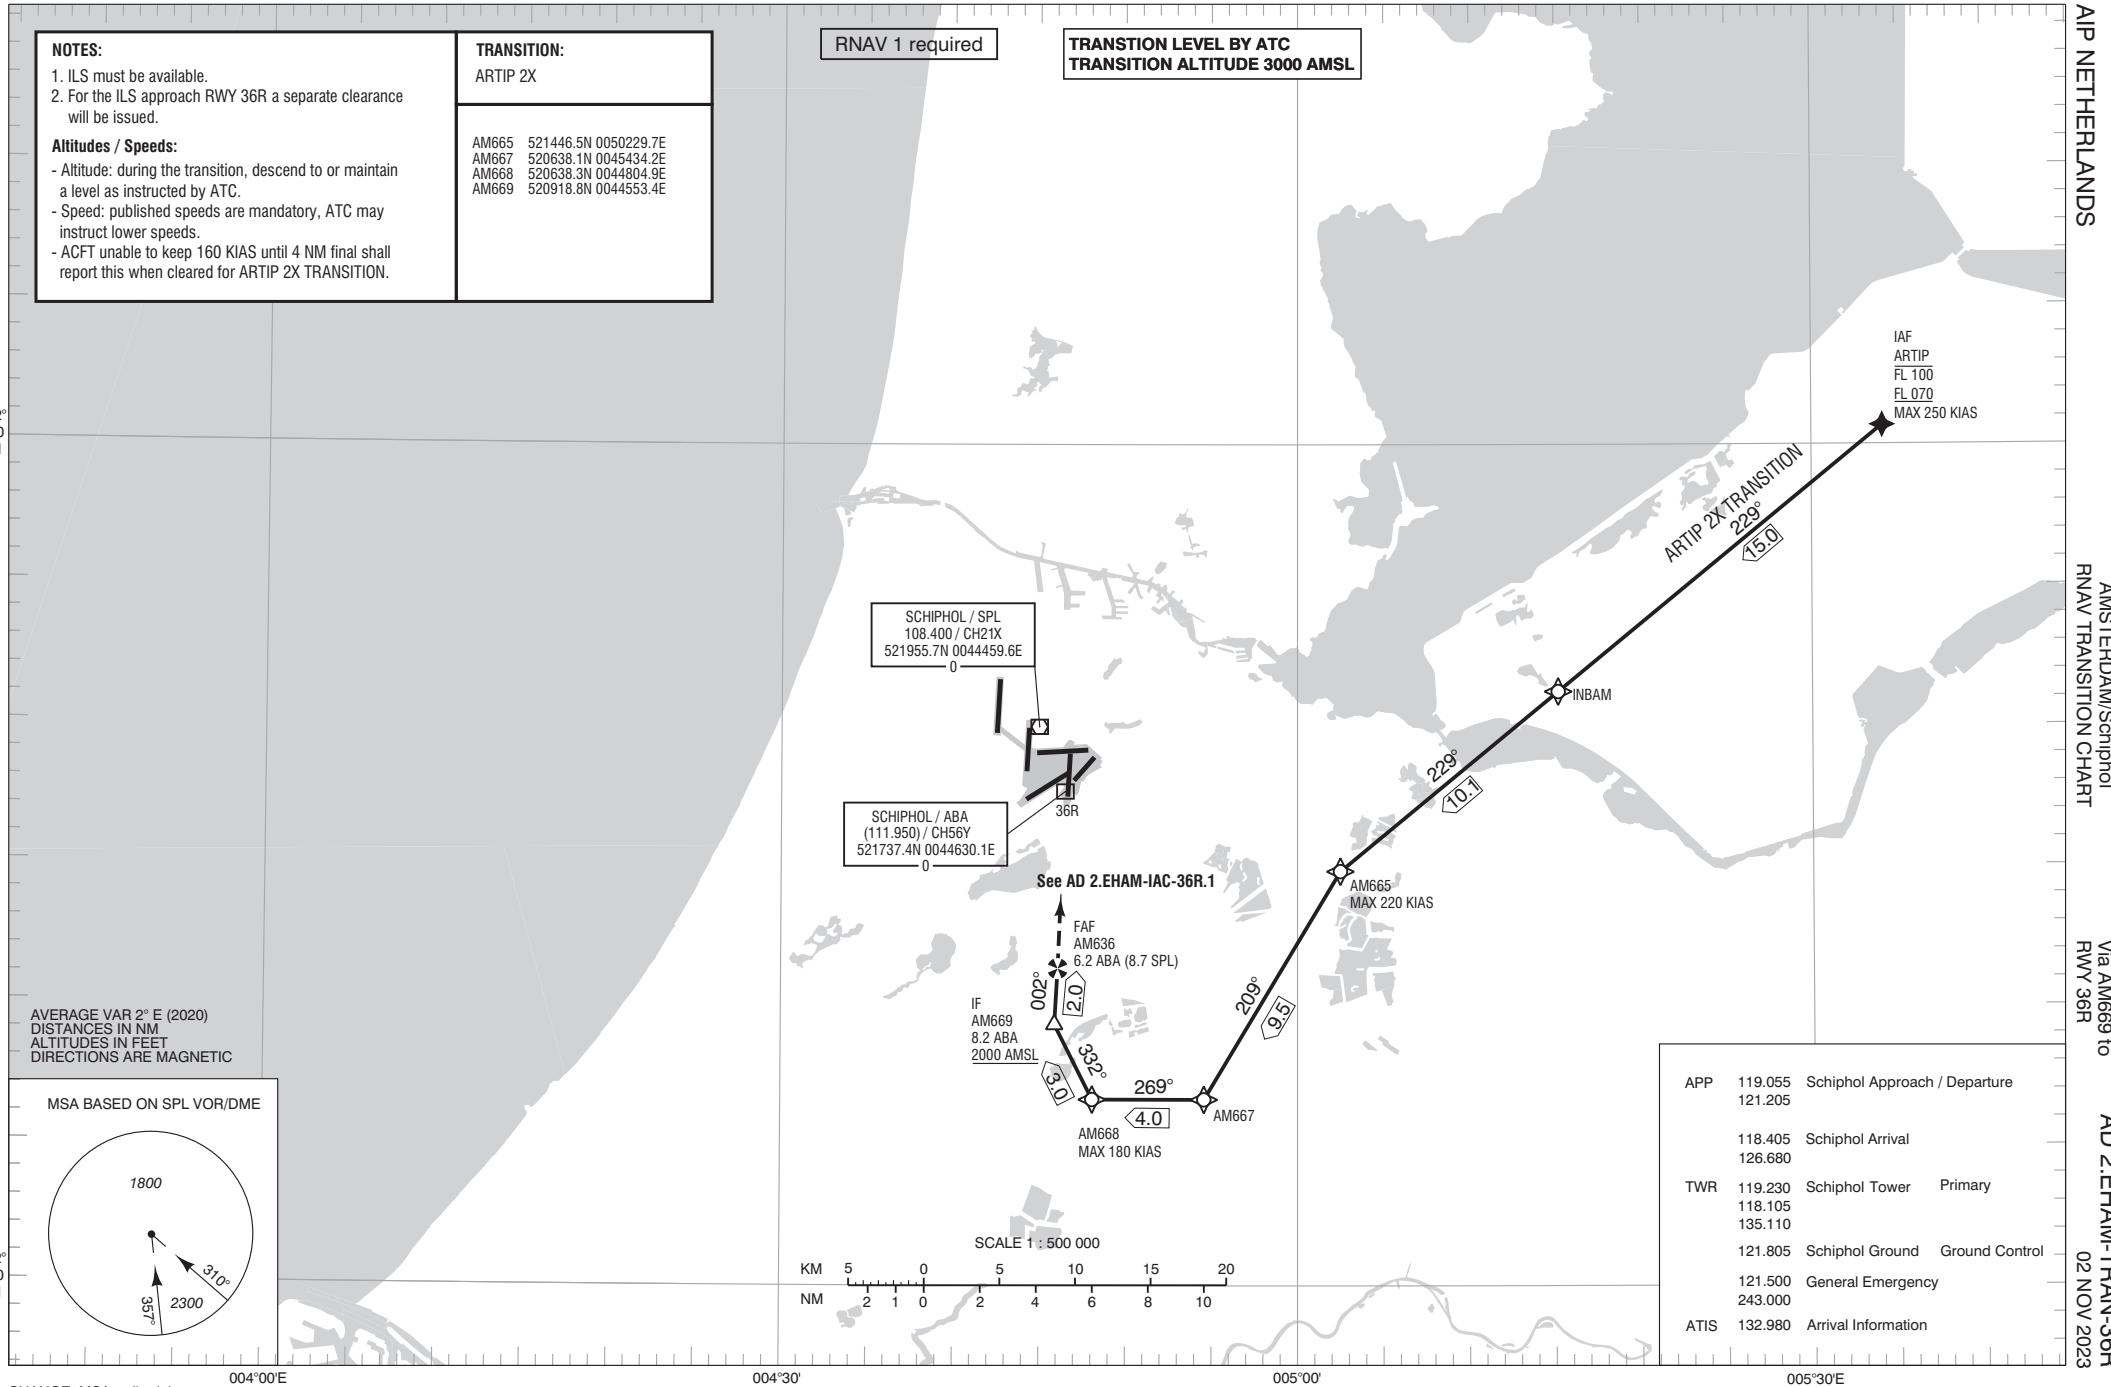 NOTES:
1. ILS must be available.
2. For the ILS approach RWY 36R a separate clearance
will be issued.
Altitudes / Speeds:
- Altitude: during the transition, descend to or maintain
a level as instructed by ATC.
- Speed: published speeds are mandatory, ATC may
instruct lower speeds.
- ACFT unable to keep 160 KIAS until 4 NM final shall
report this when cleared for ARTIP 2X TRANSITION.
TRANSITION:
ARTIP 2X
AM665 521446.5N 0050229.7E
AM667 520638.1N 0045434.2E
AM668 520638.3N 0044804.9E
AM669 520918.8N 0044553.4E
RNAV 1 required
TRANSTION LEVEL BY ATC
TRANSITION ALTITUDE 3000 AMSL
AIP NETHERLANDS
AMSTERDAM/Schiphol
RNAV TRANSITION CHART
Via AM669 to
RWY 36R
AD 2.EHAM-TRAN-36R
02 NOV 2023
IAF
ARTIP
FL 100
FL 070
MAX 250 KIAS
ARTIP 2X TRANSITION
229°
15.0
INBAM
229°
10.1
AM665
MAX 220 KIAS
209°
9.5
AM667
269°
4.0
AM668
MAX 180 KIAS
332°
3.0
IF
AM669
8.2 ABA
2000 AMSL
002°
2.0
FAF
AM636
6.2 ABA (8.7 SPL)
See AD 2.EHAM-IAC-36R.1
SCHIPHOL / SPL
108.400 / CH21X
521955.7N 0044459.6E
0
SCHIPHOL / ABA
(111.950) / CH56Y
521737.4N 0044630.1E
0
36R
AVERAGE VAR 2° E (2020)
DISTANCES IN NM
ALTITUDES IN FEET
DIRECTIONS ARE MAGNETIC
MSA BASED ON SPL VOR/DME
1800
310°
2300
357°
SCALE 1 : 500 000
KM 5 0 5 10 15 20
NM 2 1 0 2 4 6 8 10
APP 119.055 Schiphol Approach / Departure
121.205
118.405 Schiphol Arrival
126.680
TWR 119.230 Schiphol Tower Primary
118.105
135.110
121.805 Schiphol Ground Ground Control
121.500 General Emergency
243.000
ATIS 132.980 Arrival Information
004°00'E
004°30'
005°00'
005°30'E